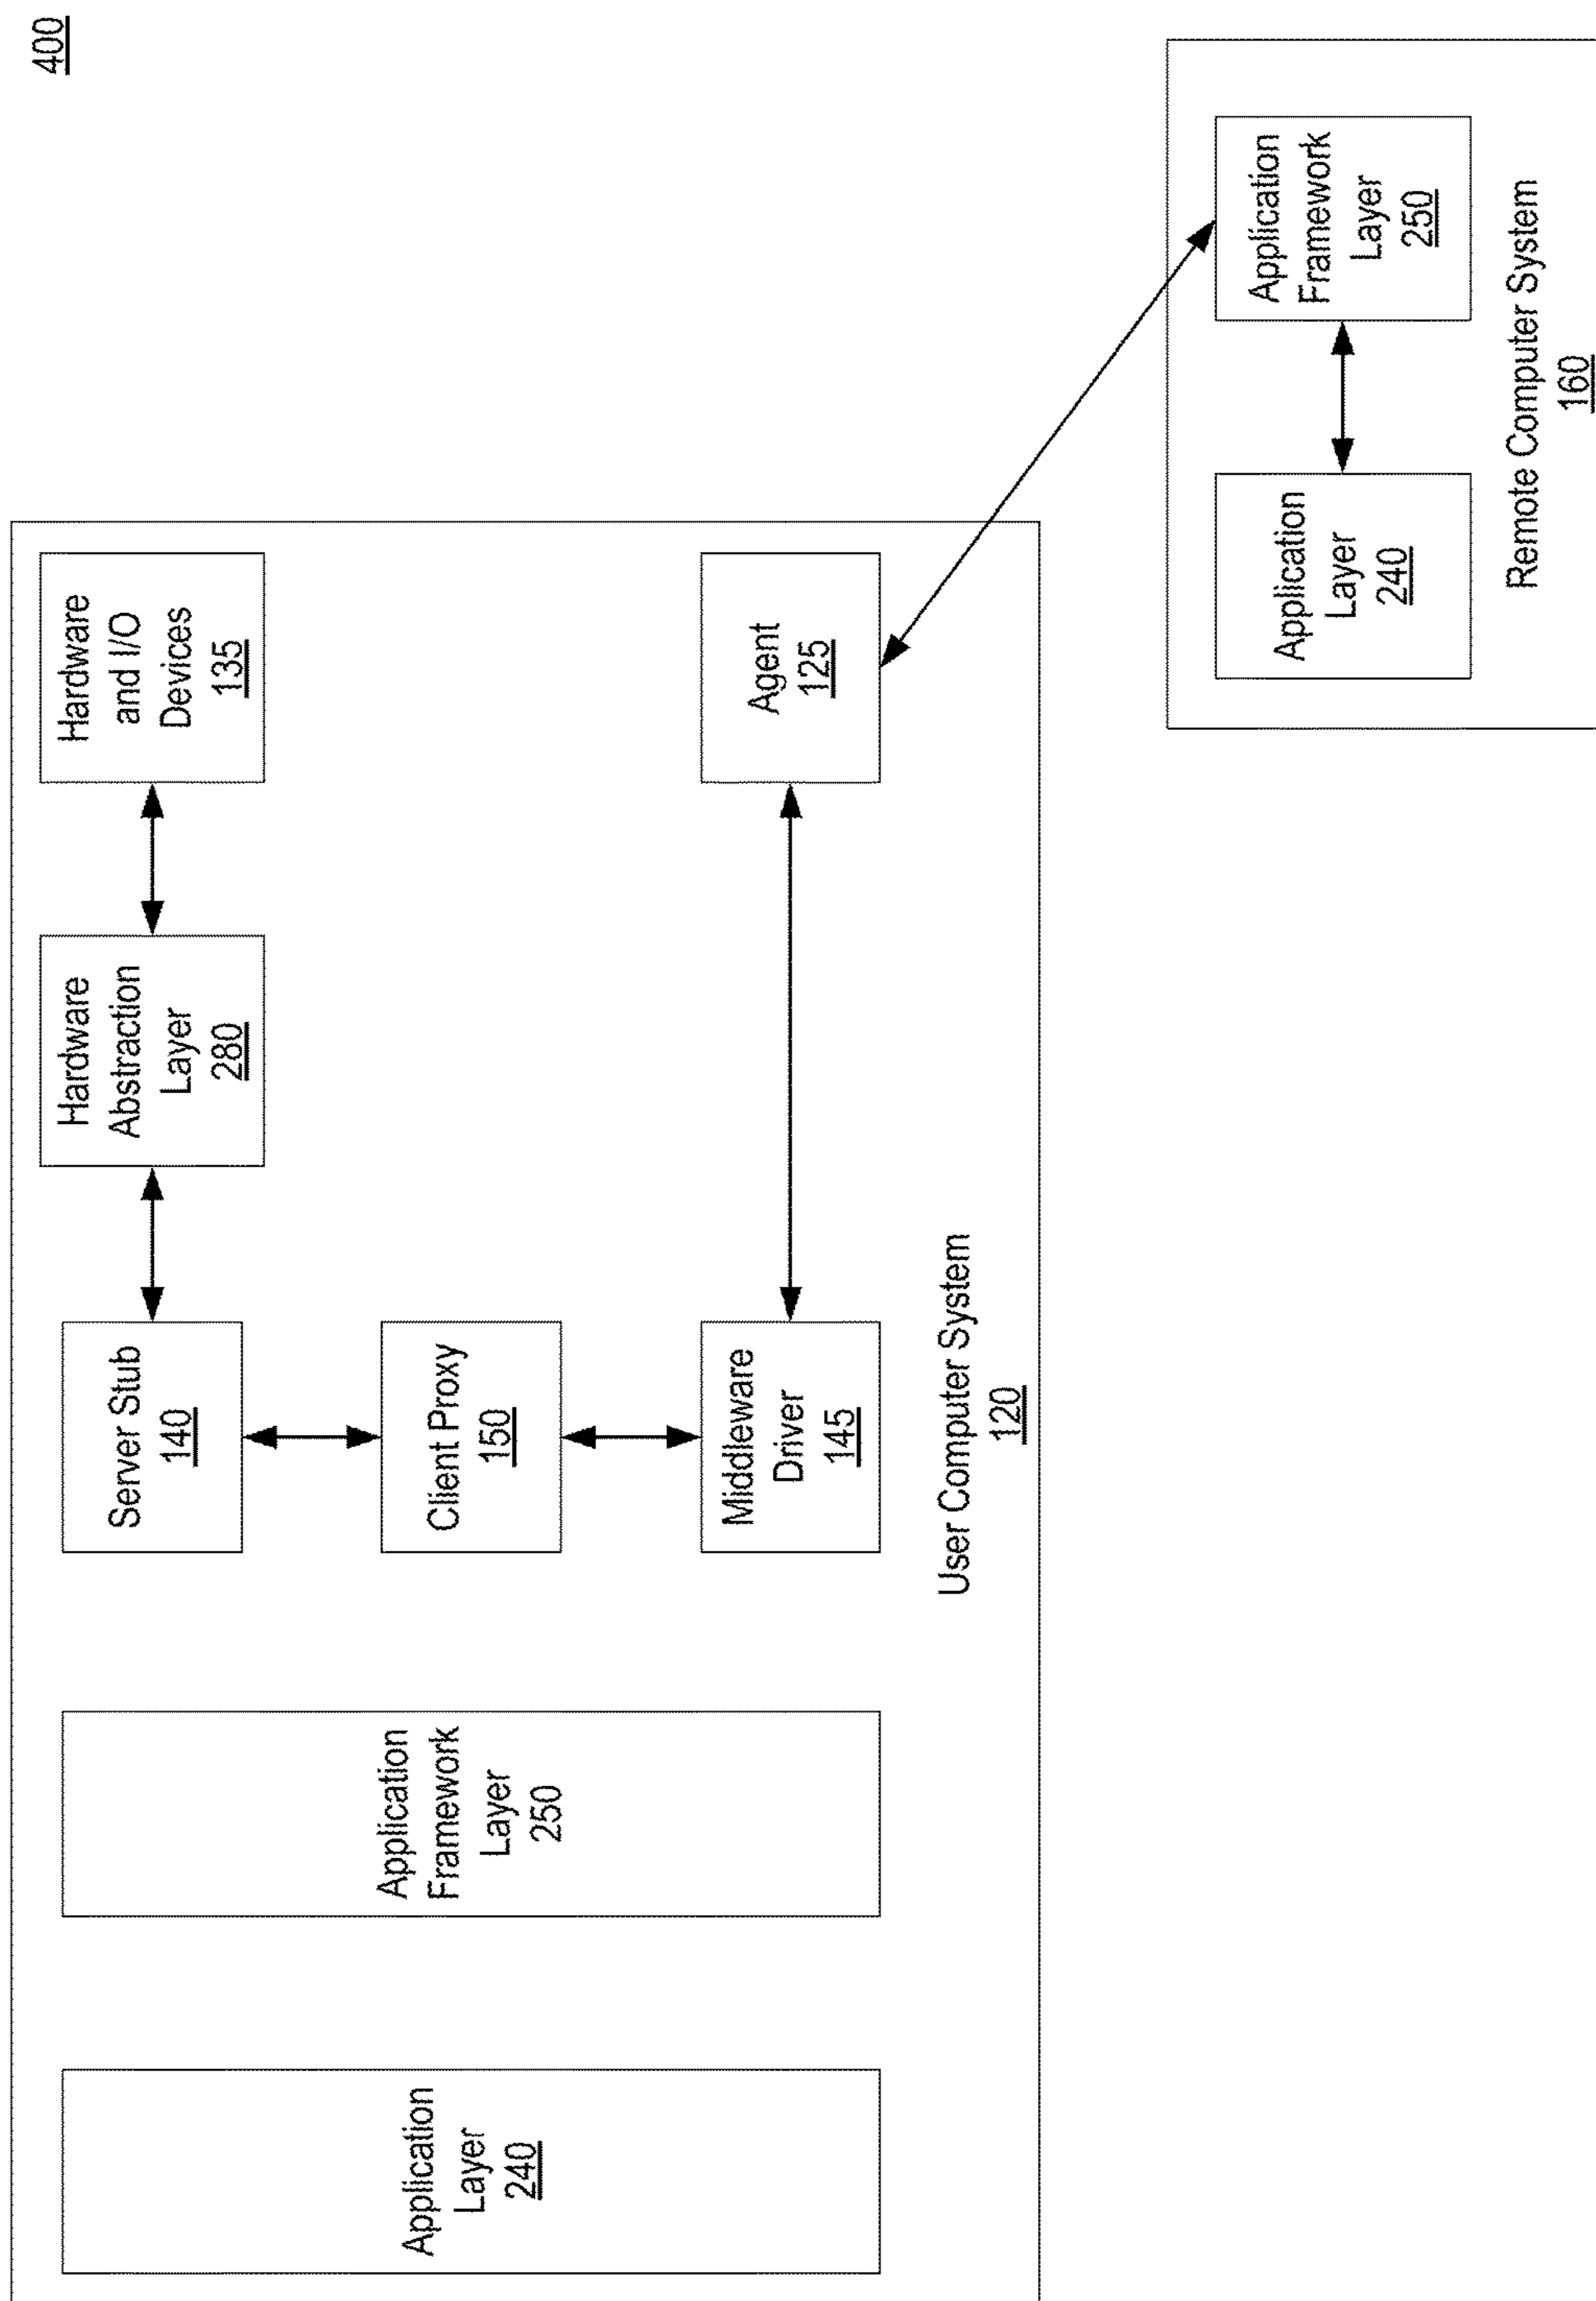 400
Application
Layer
240
Application
Framework
Layer
250
Server Stub
140
Hardware
Abstraction
Layer
280
Hardware
and I/O
Devices
135
Client Proxy
150
Middleware
Driver
145
Agent
125
User Computer System
120
Application
Layer
240
Application
Framework
Layer
250
Remote Computer System
160